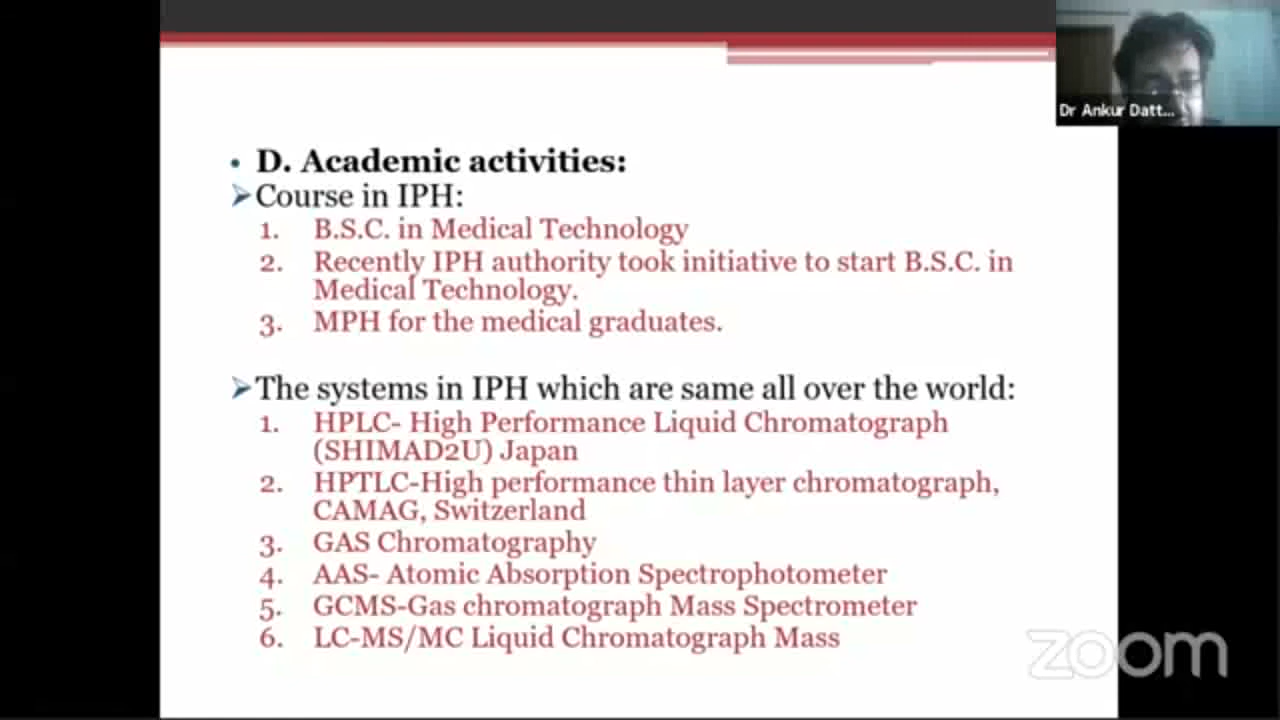 Dr Ankur Datt...
• D. Academic activities:
➢Course in IPH:
1. B.S.C. in Medical Technology
2. Recently IPH authority took initiative to start B.S.C. in
Medical Technology.
3. MPH for the medical graduates.
➢The systems in IPH which are same all over the world:
1. HPLC- High Performance Liquid Chromatograph
(SHIMAD2U) Japan
2. HPTLC-High performance thin layer chromatograph,
CAMAG, Switzerland
3. GAS Chromatography
4. AAS- Atomic Absorption Spectrophotometer
5. GCMS-Gas chromatograph Mass Spectrometer
6. LC-MS/MC Liquid Chromatograph Mass
zoom